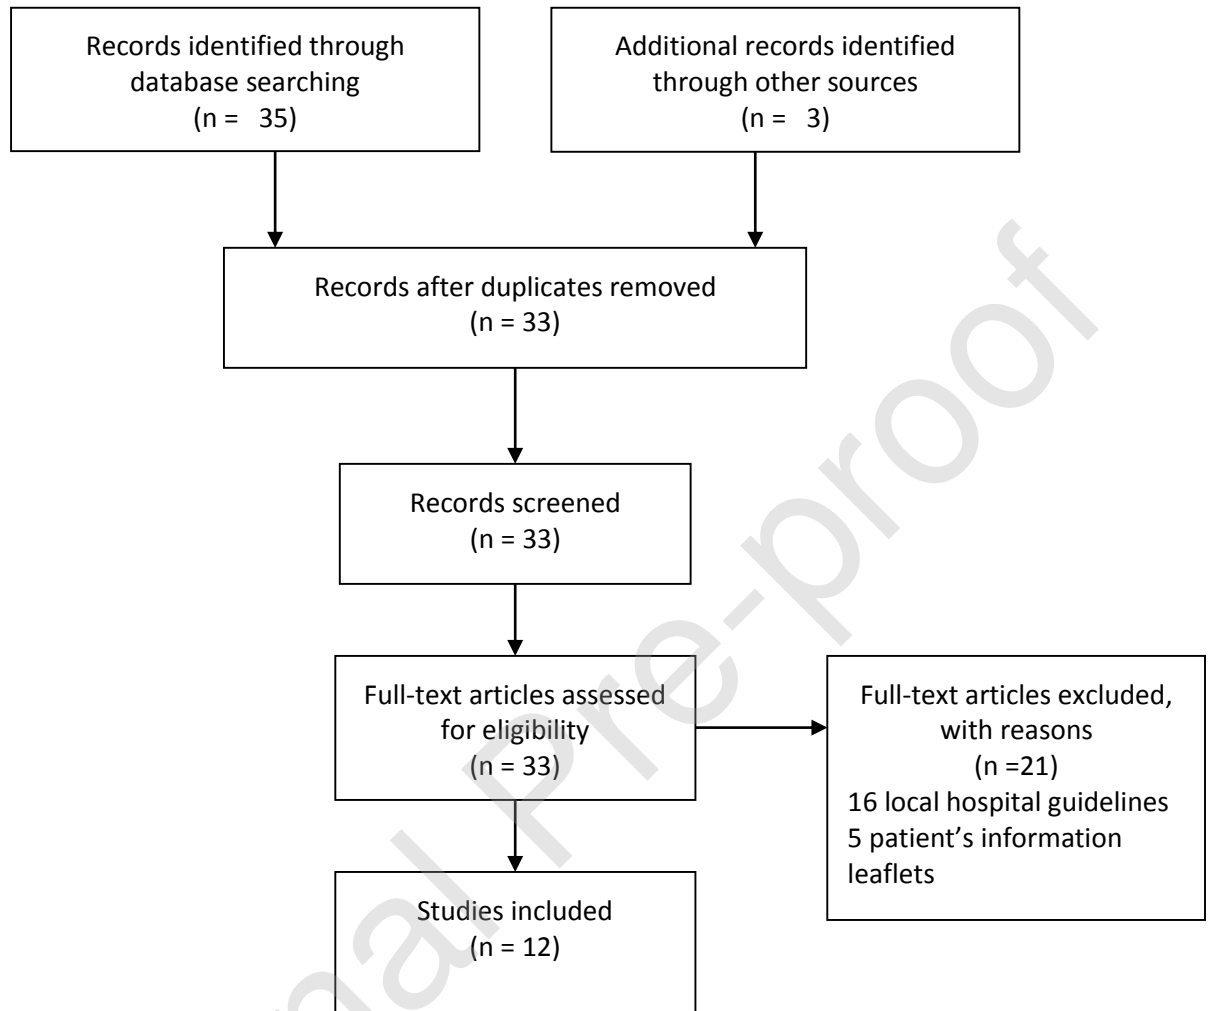 Records identified through
database searching
(n = 35)
Additional records identified
through other sources
(n = 3)
Records after duplicates removed
(n = 33)
Records screened
(n = 33)
Full-text articles assessed
for eligibility
(n = 33)
Full-text articles excluded,
with reasons
(n =21)
16 local hospital guidelines
5 patient's information
leaflets
Studies included
(n = 12)
nal Pre-proof